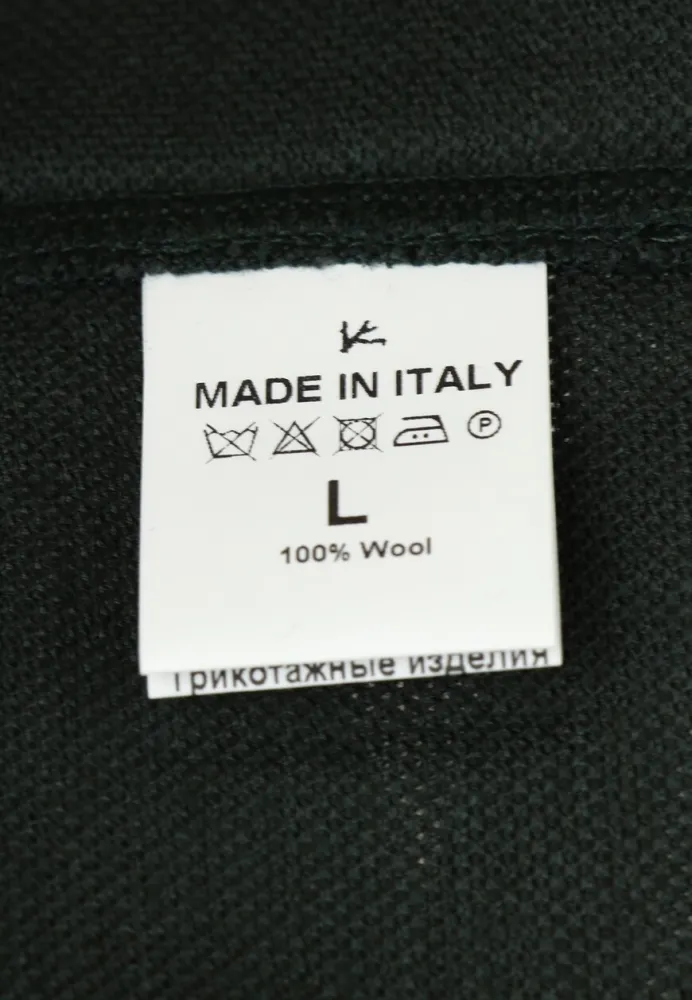 MADE IN ITALY
P
L
100% Wool
Трикотажные изделия